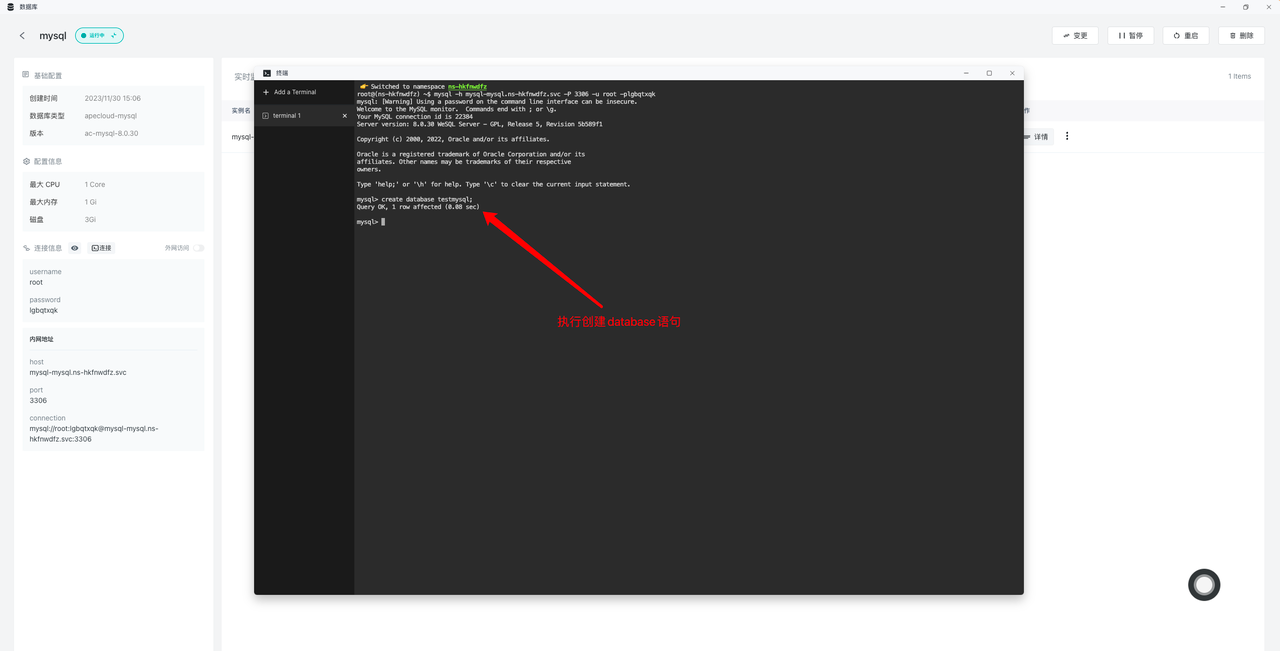 数据库
mysql
运行中
变更
暂停
重启
删除
基础配置
创建时间 2023/11/30 15:06
数据库类型 apecloud-mysql
版本 ac-mysql-8.0.30
配置信息
最大 CPU 1 Core
最大内存 1 Gi
磁盘 3Gi
连接信息
连接
外网访问
username
root
password
lgbqtxqk
内网地址
host
mysql-mysql.ns-hkfnwdfz.svc
port
3306
connection
mysql://root:lgbqtxqk@mysql-mysql.ns-
hkfnwdfz.svc:3306
1 Items
实例名
mysql-
作
详情
终端
Add a Terminal
terminal 1
Switched to namespace ns-hkfnwdfz
root@(ns-hkfnwdfz) ~$ mysql -h mysql-mysql.ns-hkfnwdfz.svc -P 3306 -u root -plgbqtxqk
mysql: [Warning] Using a password on the command line interface can be insecure.
Welcome to the MySQL monitor.  Commands end with ; or \g.
Your MySQL connection id is 22384
Server version: 8.0.30 WeSQL Server - GPL, Release 5, Revision 5b589f1
Copyright (c) 2000, 2022, Oracle and/or its affiliates.
Oracle is a registered trademark of Oracle Corporation and/or its
affiliates. Other names may be trademarks of their respective
owners.
Type 'help;' or '\h' for help. Type '\c' to clear the current input statement.
mysql> create database testmysql;
Query OK, 1 row affected (0.08 sec)
mysql>
执行创建database语句